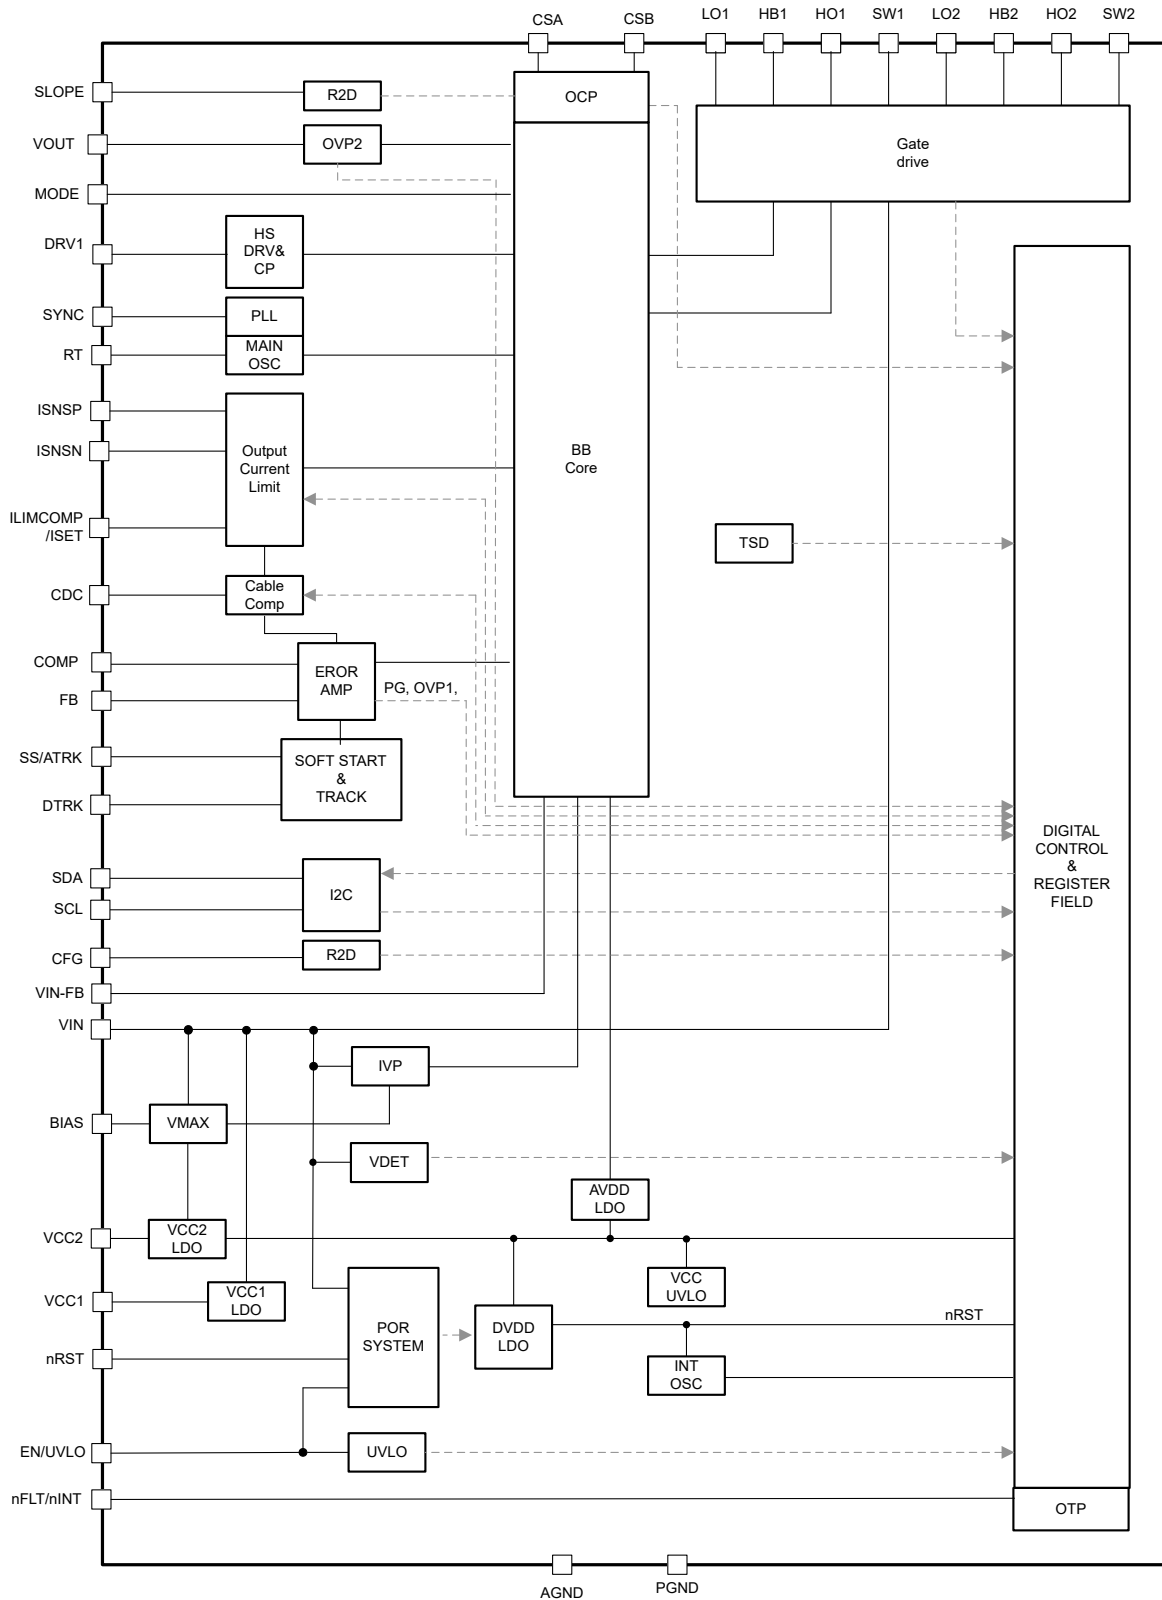 CSA
CSB
LO1
HB1
HO1
SW1
LO2
HB2
HO2
SW2
SLOPE
R2D
OCP
VOUT
OVP2
Gate
drive
MODE
DRV1
HS
DRV&
CP
SYNC
PLL
RT
MAIN
OSC
ISNSP
ISNSN
Output
Current
Limit
BB
Core
ILIMCOMP
/ISET
TSD
CDC
Cable
Comp
COMP
EROR
AMP
FB
PG, OVP1,
SS/ATRK
SOFT START
&
TRACK
DTRK
DIGITAL
CONTROL
&
REGISTER
FIELD
SDA
I2C
SCL
CFG
R2D
VIN-FB
VIN
IVP
BIAS
VMAX
VDET
AVDD
LDO
VCC2
VCC2
LDO
VCC
UVLO
VCC1
VCC1
LDO
POR
SYSTEM
DVDD
LDO
nRST
nRST
INT
OSC
EN/UVLO
UVLO
nFLT/nINT
OTP
AGND
PGND